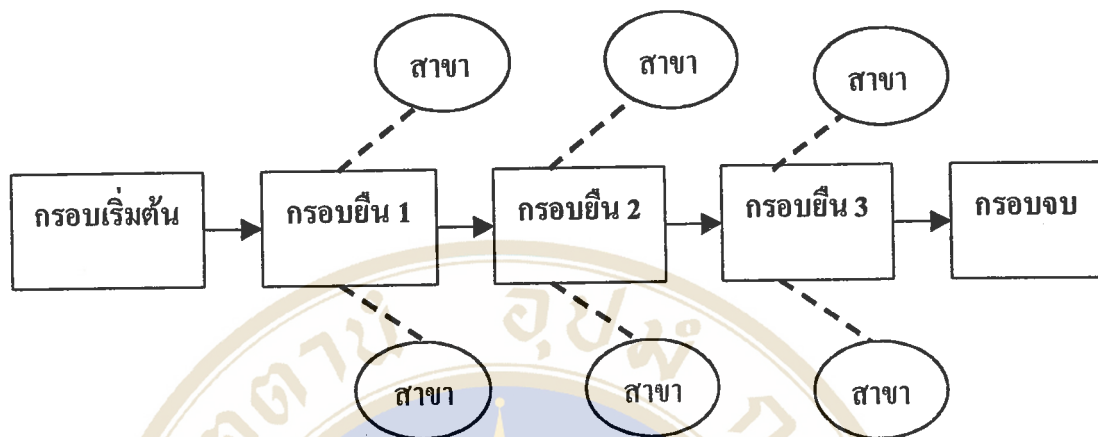 สาขา
สาขา
สาขา
กรอบเริ่มต้น
กรอบยืน 1
กรอบยืน 2
กรอบยืน 3
กรอบจบ
อุปมํ
สาขา
สาขา
สาขา